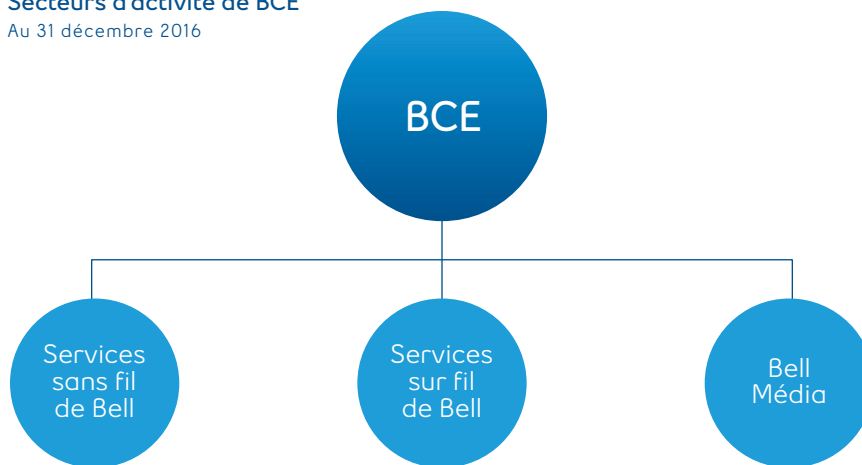 Secteurs d'activité de BCE
Au 31 décembre 2016
BCE
Services
sans fil
de Bell
Services
sur fil
de Bell
Bell
Média